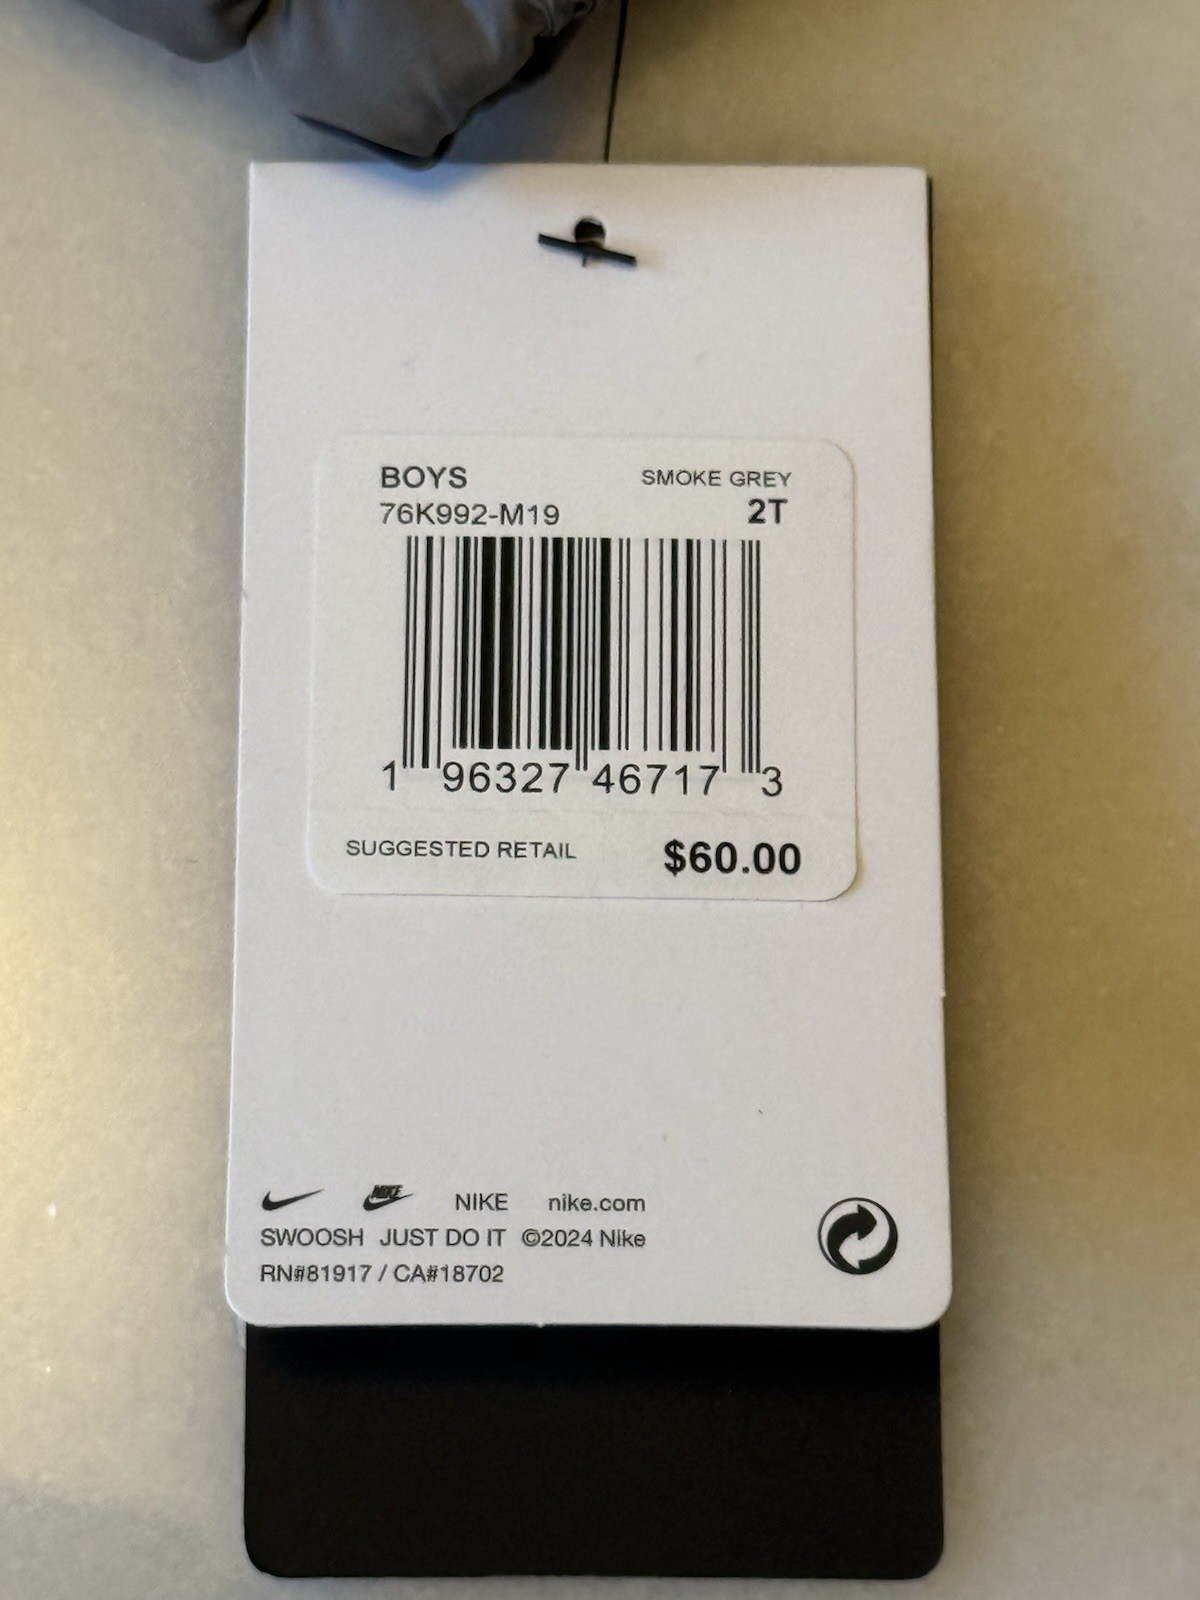 BOYS SMOKE GREY
76K992-M19 2T
1 96327 46717 3
SUGGESTED RETAIL $60.00
NIKE NIKE nike.com
SWOOSH JUST DO IT ©2024 Nike
RN#81917 / CA#18702